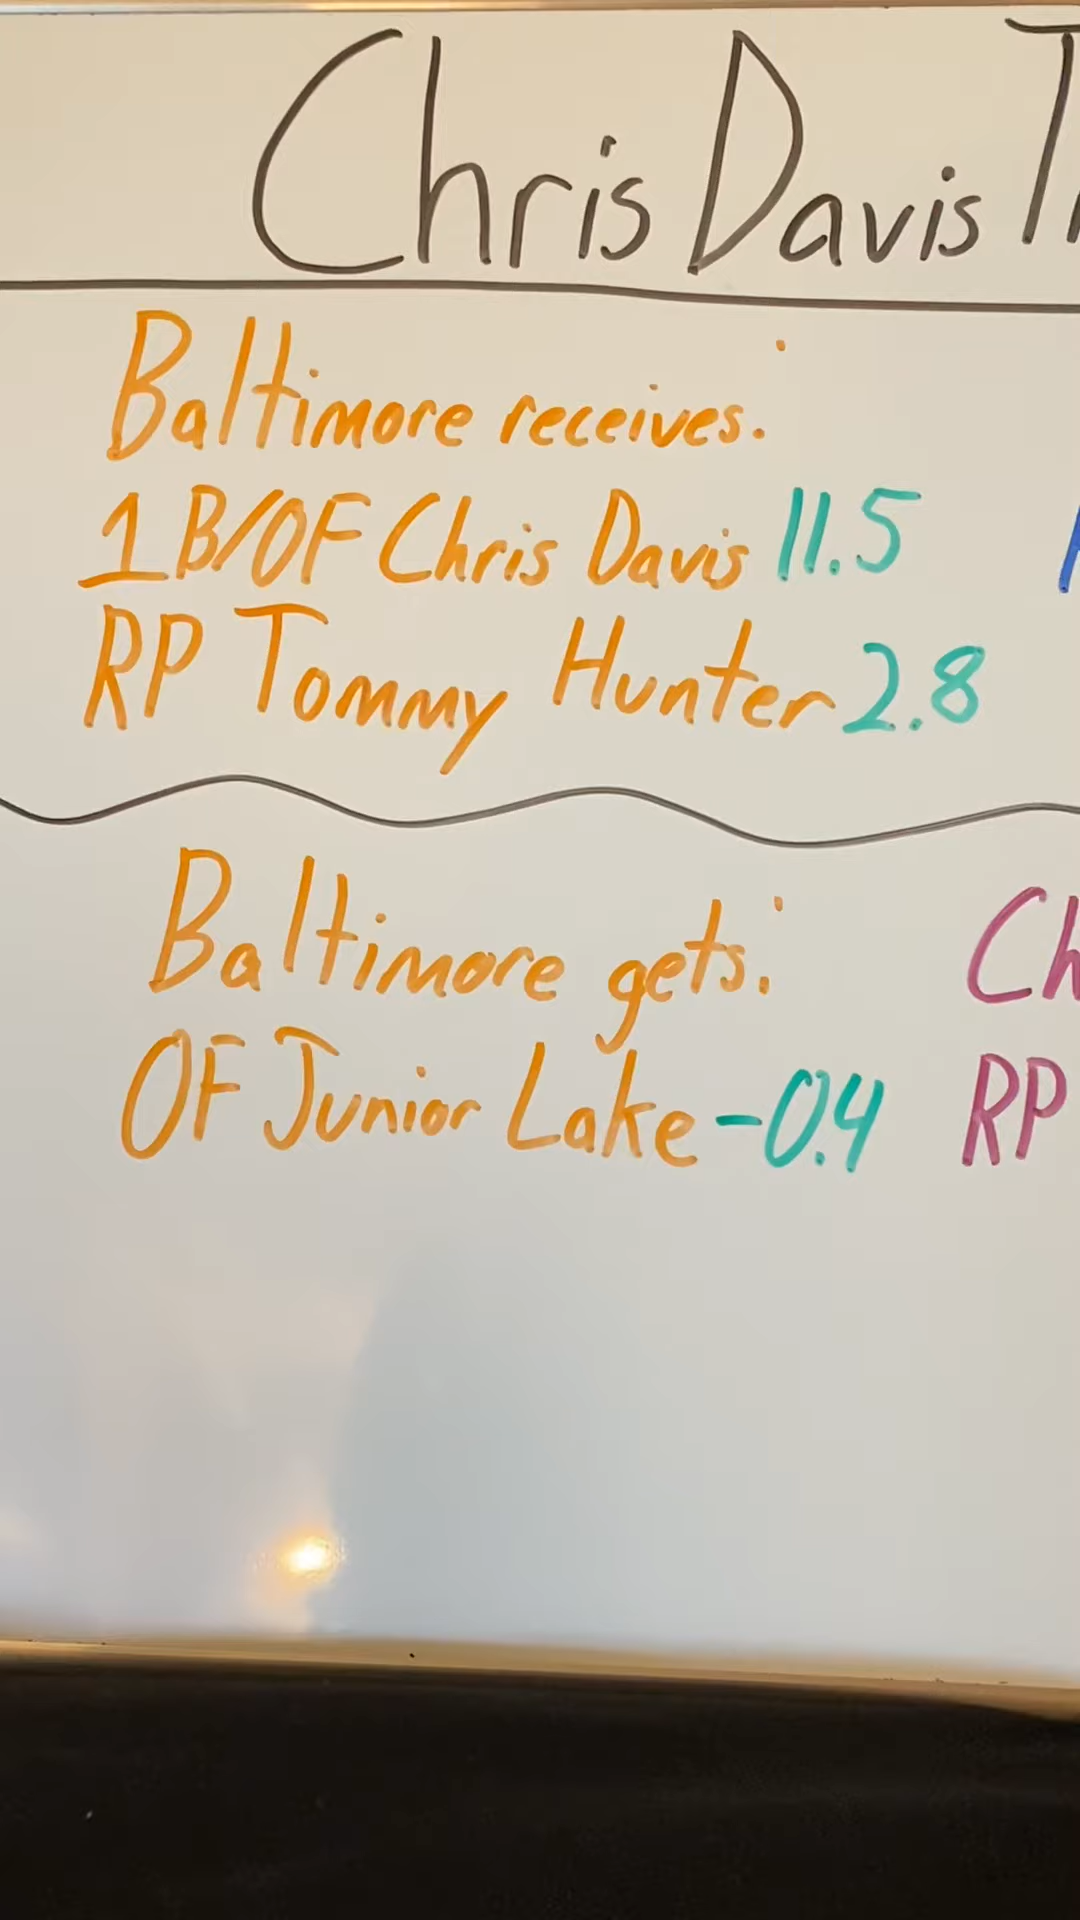 Chris Davis
Baltimore receives:
1B/OF Chris Davis 11.5
RP Tommy Hunter 2.8
Baltimore gets:
OF Junior Lake -0.4
RP